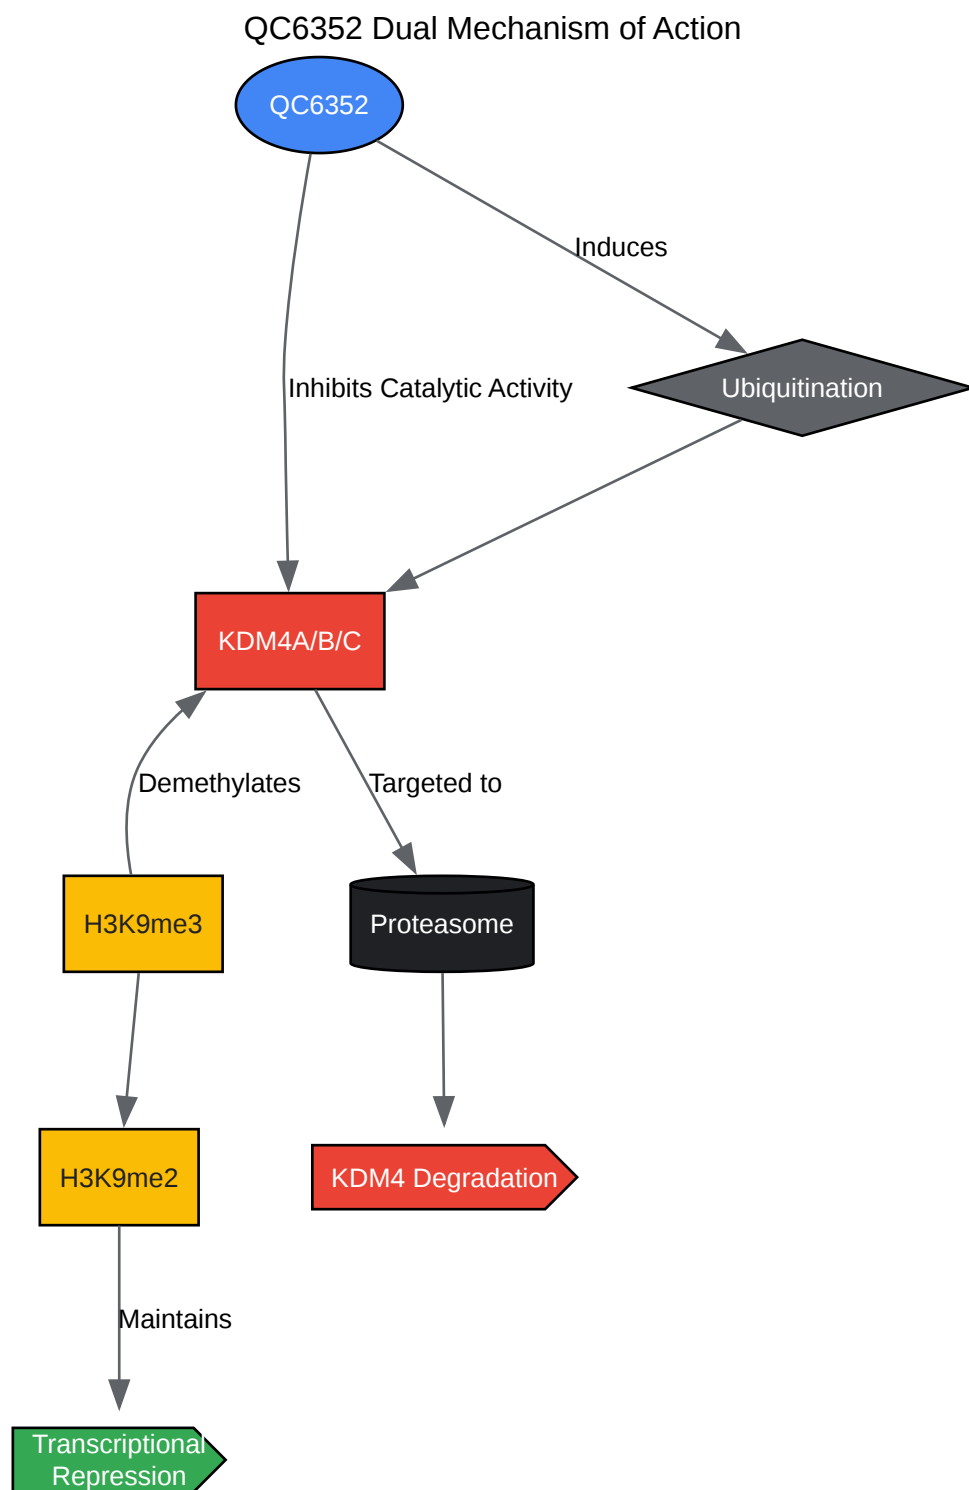 QC6352 Dual Mechanism of Action
QC6352
Induces
Inhibits Catalytic Activity
Ubiquitination
KDM4A/B/C
Demethylates
Targeted to
H3K9me3
Proteasome
H3K9me2
KDM4 Degradation
Maintains
Transcriptional
Repression